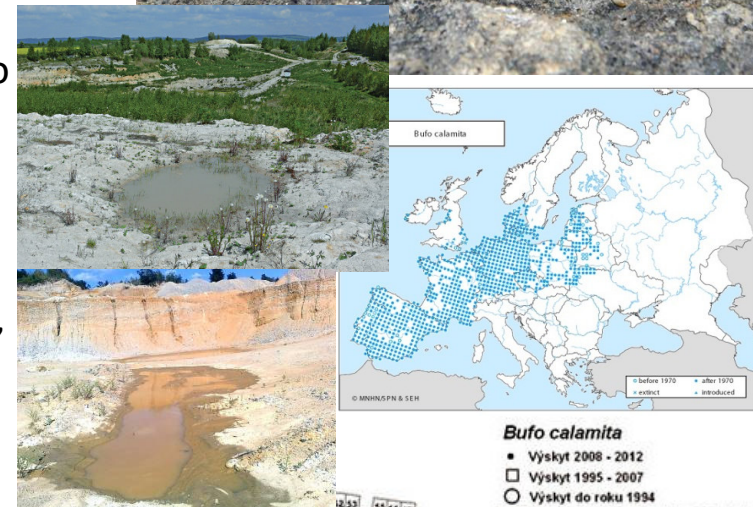 Bufo calamita
before 1970
after 1970
extinct
introduced
© MNHN/SPN & SEH
Bufo calamita
Výskyt 2008 - 2012
Výskyt 1995 - 2007
Výskyt do roku 1994